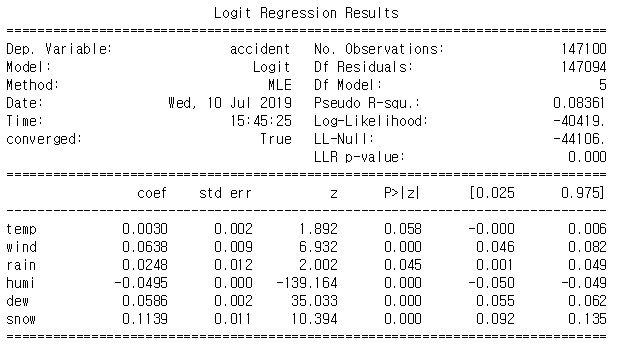 Logit Regression Results
==============================================================================
Dep. Variable: accident No. Observations: 147100
Model: Logit Df Residuals: 147094
Method: MLE Df Model: 5
Date: Wed, 10 Jul 2019 Pseudo R-squ.: 0.08361
Time: 15:45:25 Log-Likelihood: -40419.
converged: True LL-Null: -44106.
LLR p-value: 0.000
==============================================================================
coef std err z P>|z| [0.025 0.975]
------------------------------------------------------------------------------
temp 0.0030 0.002 1.892 0.058 -0.000 0.006
wind 0.0638 0.009 6.932 0.000 0.046 0.082
rain 0.0248 0.012 2.002 0.045 0.001 0.049
humi -0.0495 0.000 -139.164 0.000 -0.050 -0.049
dew 0.0586 0.002 35.033 0.000 0.055 0.062
snow 0.1139 0.011 10.394 0.000 0.092 0.135
==============================================================================